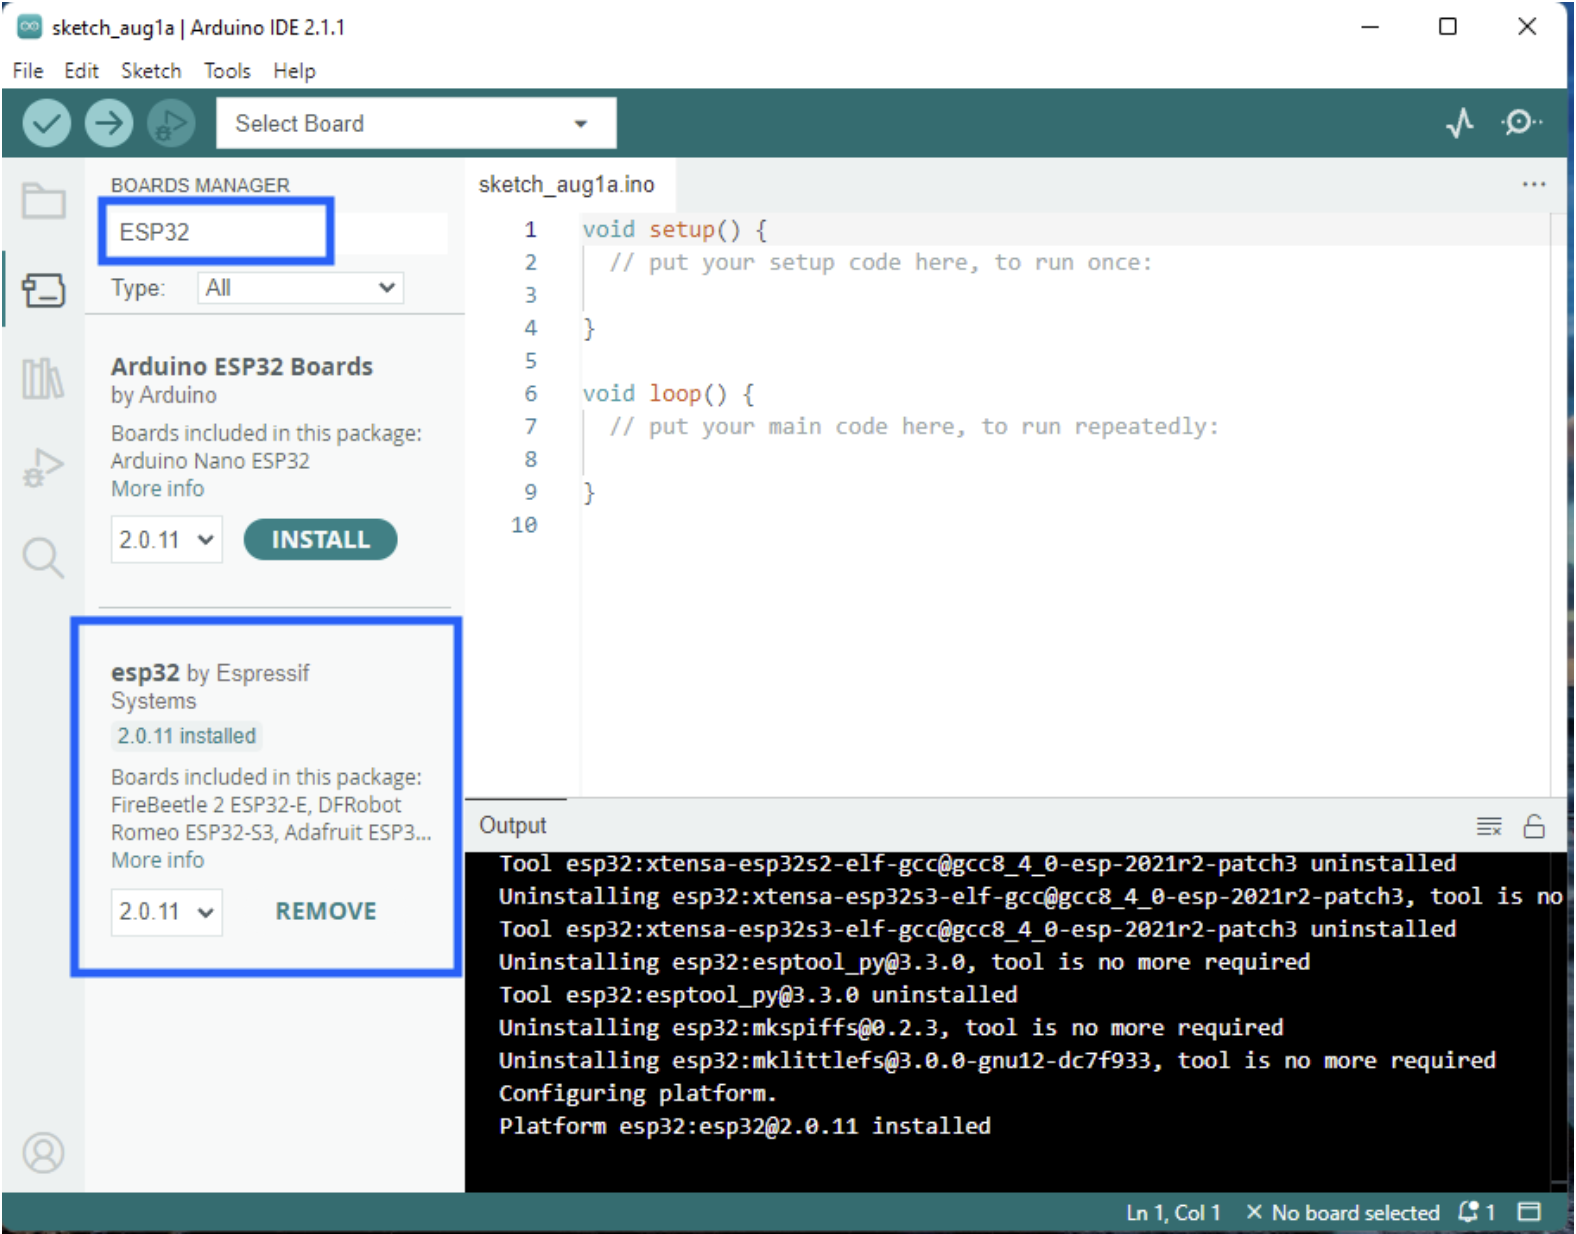 sketch_aug1a | Arduino IDE 2.1.1
File Edit Sketch Tools Help
Select Board
BOARDS MANAGER
ESP32
Type: All
Arduino ESP32 Boards
by Arduino
Boards included in this package:
Arduino Nano ESP32
More info
2.0.11 INSTALL
esp32 by Espressif
Systems
2.0.11 installed
Boards included in this package:
FireBeetle 2 ESP32-E, DFRobot
Romeo ESP32-S3, Adafruit ESP3...
More info
2.0.11 REMOVE
sketch_aug1a.ino
1 void setup() {
2 // put your setup code here, to run once:
3
4 }
5
6 void loop() {
7 // put your main code here, to run repeatedly:
8
9 }
10
Output
Tool esp32:xtensa-esp32s2-elf-gcc@gcc8_4_0-esp-2021r2-patch3 uninstalled
Uninstalling esp32:xtensa-esp32s3-elf-gcc@gcc8_4_0-esp-2021r2-patch3, tool is no
Tool esp32:xtensa-esp32s3-elf-gcc@gcc8_4_0-esp-2021r2-patch3 uninstalled
Uninstalling esp32:esptool_py@3.3.0, tool is no more required
Tool esp32:esptool_py@3.3.0 uninstalled
Uninstalling esp32:mkspiffs@0.2.3, tool is no more required
Uninstalling esp32:mklittlefs@3.0.0-gnu12-dc7f933, tool is no more required
Configuring platform.
Platform esp32:esp32@2.0.11 installed
Ln 1, Col 1 × No board selected 1